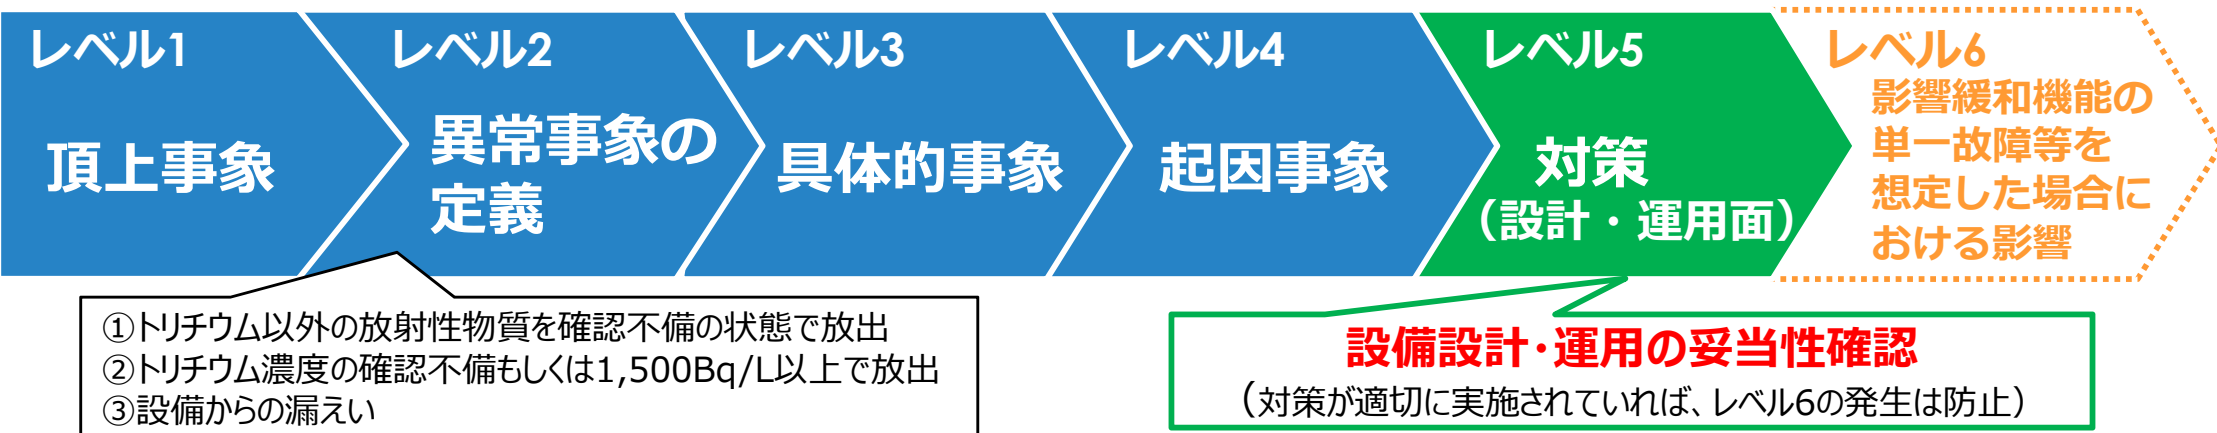 レベル1
頂上事象
レベル2
異常事象の
定義
レベル3
具体的事象
レベル4
起因事象
レベル5
対策
（設計・運用面）
レベル6
影響緩和機能の
単一故障等を
想定した場合に
おける影響
①トリチウム以外の放射性物質を確認不備の状態で放出
②トリチウム濃度の確認不備もしくは1,500Bq/L以上で放出
③設備からの漏えい
設備設計・運用の妥当性確認
（対策が適切に実施されていれば、レベル6の発生は防止）